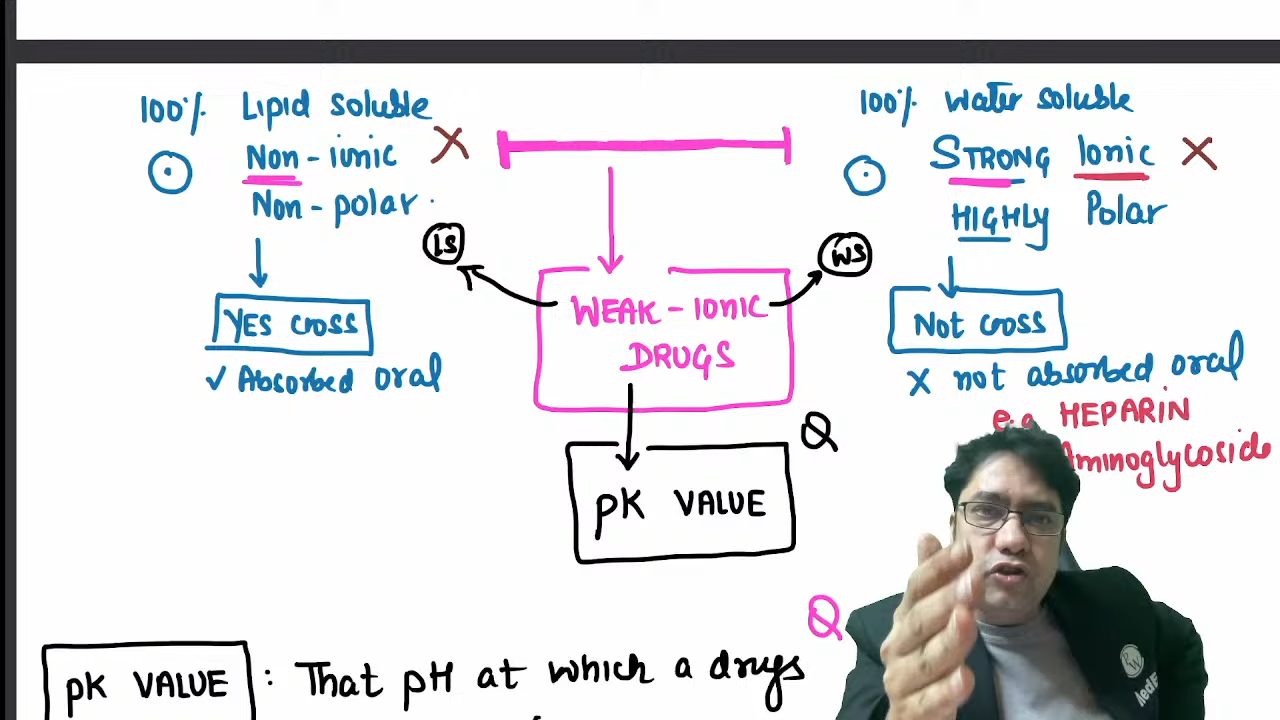 100% Lipid soluble
Non-ionic X
Non-polar
YES cross
✓ Absorbed oral
LS
WEAK-IONIC
DRUGS
WS
pK VALUE
Q
100% Water soluble
STRONG Ionic X
HIGHLY Polar
Not cross
X not absorbed oral
e.g HEPARIN
Aminoglycoside
Q
pK VALUE : That pH at which a drugs
PW